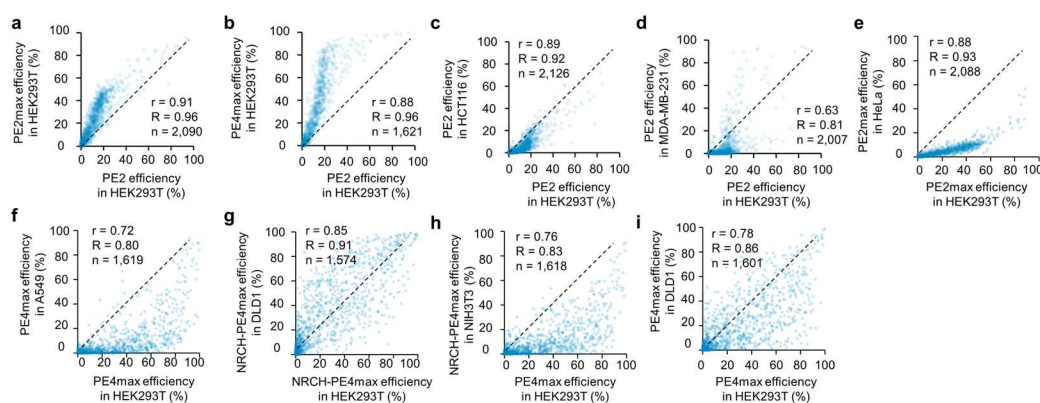 a
PE2max efficiency
in HEK293T (%)
100
80
60
40
20
0
r = 0.91
R = 0.96
n = 2,090
0 20 40 60 80 100
PE2 efficiency
in HEK293T (%)
b
PE4max efficiency
in HEK293T (%)
100
80
60
40
20
0
r = 0.88
R = 0.96
n = 1,621
0 20 40 60 80 100
PE2 efficiency
in HEK293T (%)
c
PE2 efficiency
in HCT116 (%)
100
80
60
40
20
0
r = 0.89
R = 0.92
n = 2,126
0 20 40 60 80 100
PE2 efficiency
in HEK293T (%)
d
PE2 efficiency
in MDA-MB-231 (%)
100
80
60
40
20
0
r = 0.63
R = 0.81
n = 2,007
0 20 40 60 80 100
PE2 efficiency
in HEK293T (%)
e
PE2max efficiency
in HeLa (%)
100
80
60
40
20
0
r = 0.88
R = 0.93
n = 2,088
0 20 40 60 80 100
PE2max efficiency
in HEK293T (%)
f
PE4max efficiency
in A549 (%)
100
80
60
40
20
0
r = 0.72
R = 0.80
n = 1,619
0 20 40 60 80 100
PE4max efficiency
in HEK293T (%)
g
NRCH-PE4max efficiency
in DLD1 (%)
100
80
60
40
20
0
r = 0.85
R = 0.91
n = 1,574
0 20 40 60 80 100
NRCH-PE4max efficiency
in HEK293T (%)
h
NRCH-PE4max efficiency
in NIH3T3 (%)
100
80
60
40
20
0
r = 0.76
R = 0.83
n = 1,618
0 20 40 60 80 100
PE4max efficiency
in HEK293T (%)
i
PE4max efficiency
in DLD1 (%)
100
80
60
40
20
0
r = 0.78
R = 0.86
n = 1,601
0 20 40 60 80 100
PE4max efficiency
in HEK293T (%)